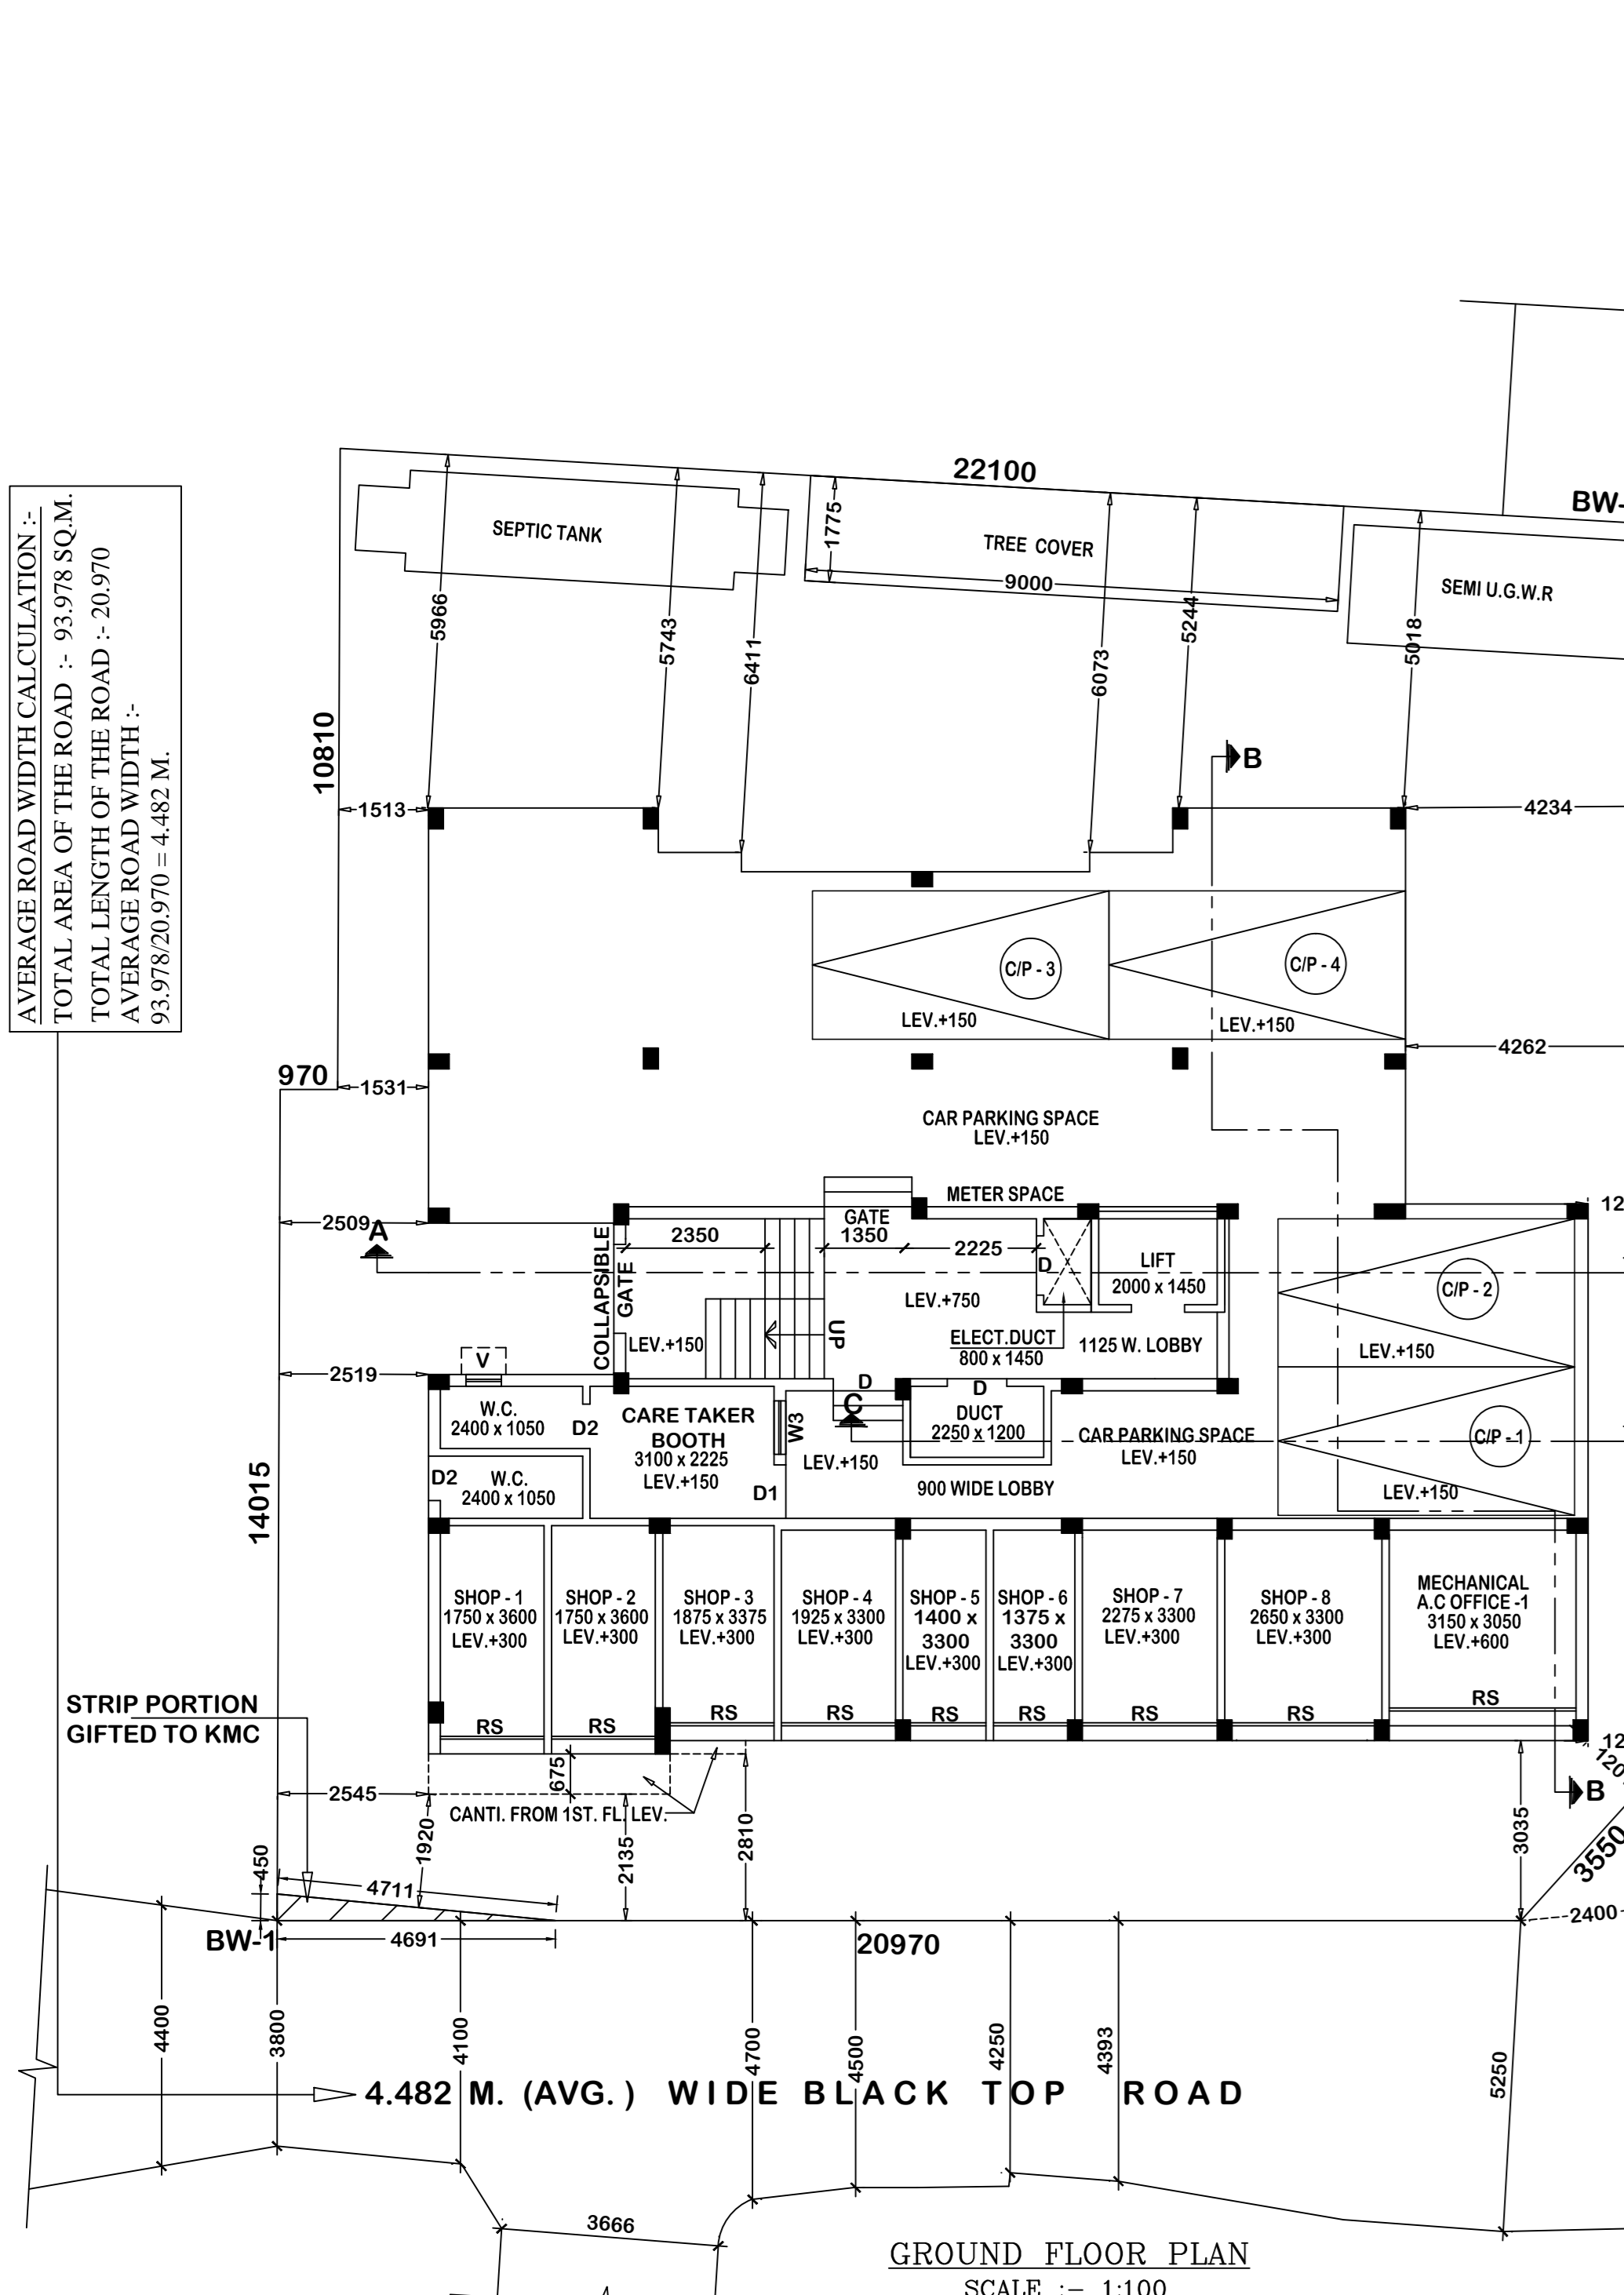 AVERAGE ROAD WIDTH CALCULATION :-
TOTAL AREA OF THE ROAD :- 93.978 SQ.M.
TOTAL LENGTH OF THE ROAD :- 20.970
AVERAGE ROAD WIDTH :-
93.978/20.970 = 4.482 M.
22100
BW-
SEPTIC TANK
1775
TREE COVER
9000
SEMI U.G.W.R
5966
5743
6411
6073
5244
5018
10810
B
1513
4234
C/P - 3
C/P - 4
LEV.+150
LEV.+150
970
1531
4262
CAR PARKING SPACE
LEV.+150
METER SPACE
12
2509
A
COLLAPSIBLE
GATE
2350
GATE
1350
2225
D
LIFT
2000 x 1450
C/P - 2
LEV.+750
UP
LEV.+150
ELECT.DUCT
800 x 1450
1125 W. LOBBY
LEV.+150
2519
V
D
D
W.C.
2400 x 1050
D2
CARE TAKER
BOOTH
3100 x 2225
LEV.+150
W3
C
DUCT
2250 x 1200
CAR PARKING SPACE
LEV.+150
C/P - 1
LEV.+150
D2
W.C.
2400 x 1050
D1
900 WIDE LOBBY
LEV.+150
14015
SHOP - 1
1750 x 3600
LEV.+300
SHOP - 2
1750 x 3600
LEV.+300
SHOP - 3
1875 x 3375
LEV.+300
SHOP - 4
1925 x 3300
LEV.+300
SHOP - 5
1400 x
3300
LEV.+300
SHOP - 6
1375 x
3300
LEV.+300
SHOP - 7
2275 x 3300
LEV.+300
SHOP - 8
2650 x 3300
LEV.+300
MECHANICAL
A.C OFFICE -1
3150 x 3050
LEV.+600
STRIP PORTION
GIFTED TO KMC
RS
RS
RS
RS
RS
RS
RS
RS
RS
12
120
675
2545
CANTI. FROM 1ST. FL. LEV.
B
1920
2135
2810
3035
3550
450
4711
2400
BW-1
4691
20970
4400
3800
4100
4700
4500
4250
4393
5250
4.482 M. (AVG. ) WIDE BLACK TOP ROAD
3666
GROUND FLOOR PLAN
SCALE :- 1:100